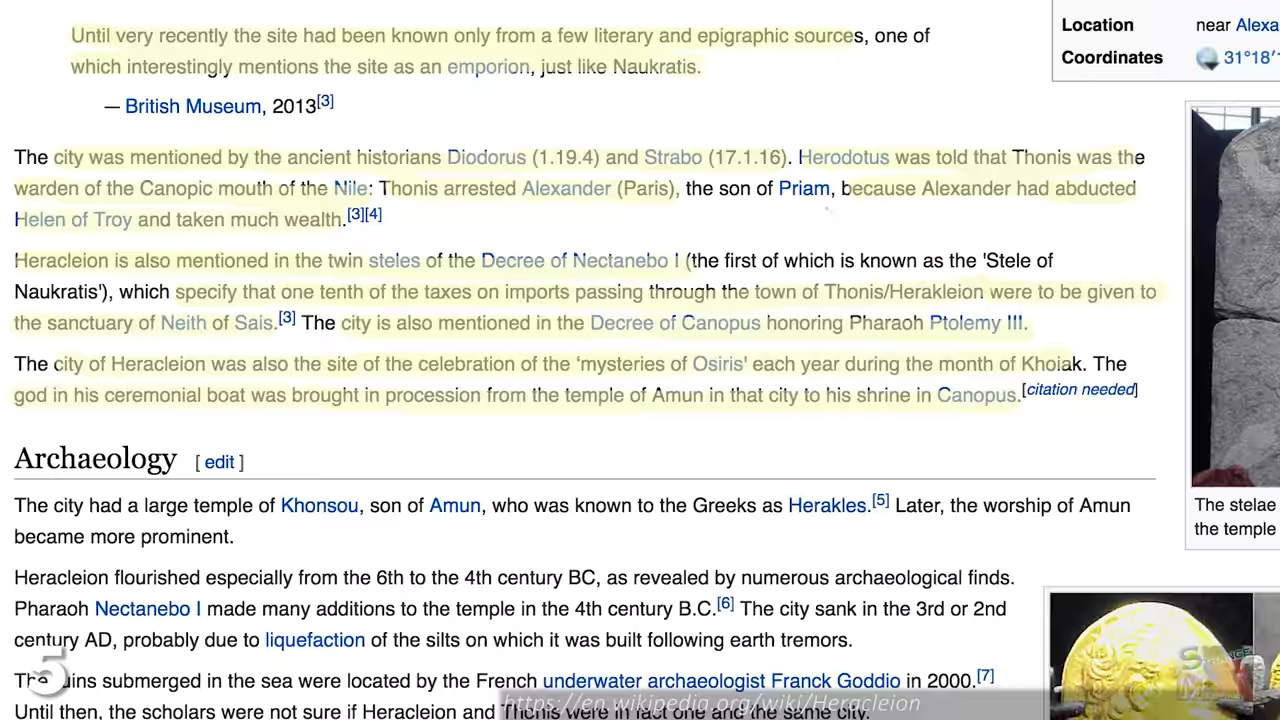 Until very recently the site had been known only from a few literary and epigraphic sources, one of
which interestingly mentions the site as an emporion, just like Naukratis.
— British Museum, 2013[3]
Location near Alexa
Coordinates 31°18′1
The city was mentioned by the ancient historians Diodorus (1.19.4) and Strabo (17.1.16). Herodotus was told that Thonis was the
warden of the Canopic mouth of the Nile: Thonis arrested Alexander (Paris), the son of Priam, because Alexander had abducted
Helen of Troy and taken much wealth.[3][4]
Heracleion is also mentioned in the twin steles of the Decree of Nectanebo I (the first of which is known as the 'Stele of
Naukratis'), which specify that one tenth of the taxes on imports passing through the town of Thonis/Herakleion were to be given to
the sanctuary of Neith of Sais.[3] The city is also mentioned in the Decree of Canopus honoring Pharaoh Ptolemy III.
The city of Heracleion was also the site of the celebration of the ‘mysteries of Osiris’ each year during the month of Khoiak. The
god in his ceremonial boat was brought in procession from the temple of Amun in that city to his shrine in Canopus.[citation needed]
Archaeology [ edit ]
The city had a large temple of Khonsou, son of Amun, who was known to the Greeks as Herakles.[5] Later, the worship of Amun
became more prominent.
Heracleion flourished especially from the 6th to the 4th century BC, as revealed by numerous archaeological finds.
Pharaoh Nectanebo I made many additions to the temple in the 4th century B.C.[6] The city sank in the 3rd or 2nd
century AD, probably due to liquefaction of the silts on which it was built following earth tremors.
The ruins submerged in the sea were located by the French underwater archaeologist Franck Goddio in 2000.[7]
Until then, the scholars were not sure if Heracleion and Thonis were in fact one and the same city.
The stelae
the temple
5
https://en.wikipedia.org/wiki/Heracleion